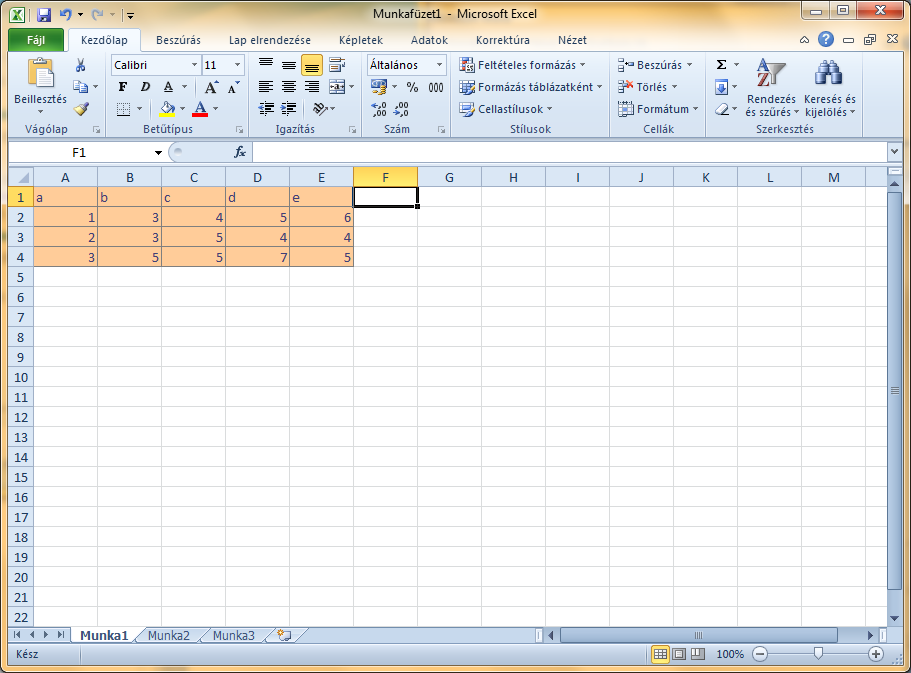 Munkafüzet1 - Microsoft Excel
Fájl Kezdőlap Beszúrás Lap elrendezése Képletek Adatok Korrektúra Nézet
Calibri 11 Általános Feltételes formázás Beszúrás Σ
Beillesztés F D A A A % 000 Formázás táblázatként Törlés Rendezés és szűrés Keresés és kijelölés
A Cellastílusok Formátum
Vágólap Betűtípus Igazítás Szám Stílusok Cellák Szerkesztés
F1 fx
A B C D E F G H I J K L M
1 a b c d e
2 1 3 4 5 6
3 2 3 5 4 4
4 3 5 5 7 5
5
6
7
8
9
10
11
12
13
14
15
16
17
18
19
20
21
22
Munka1 Munka2 Munka3
Kész 100%